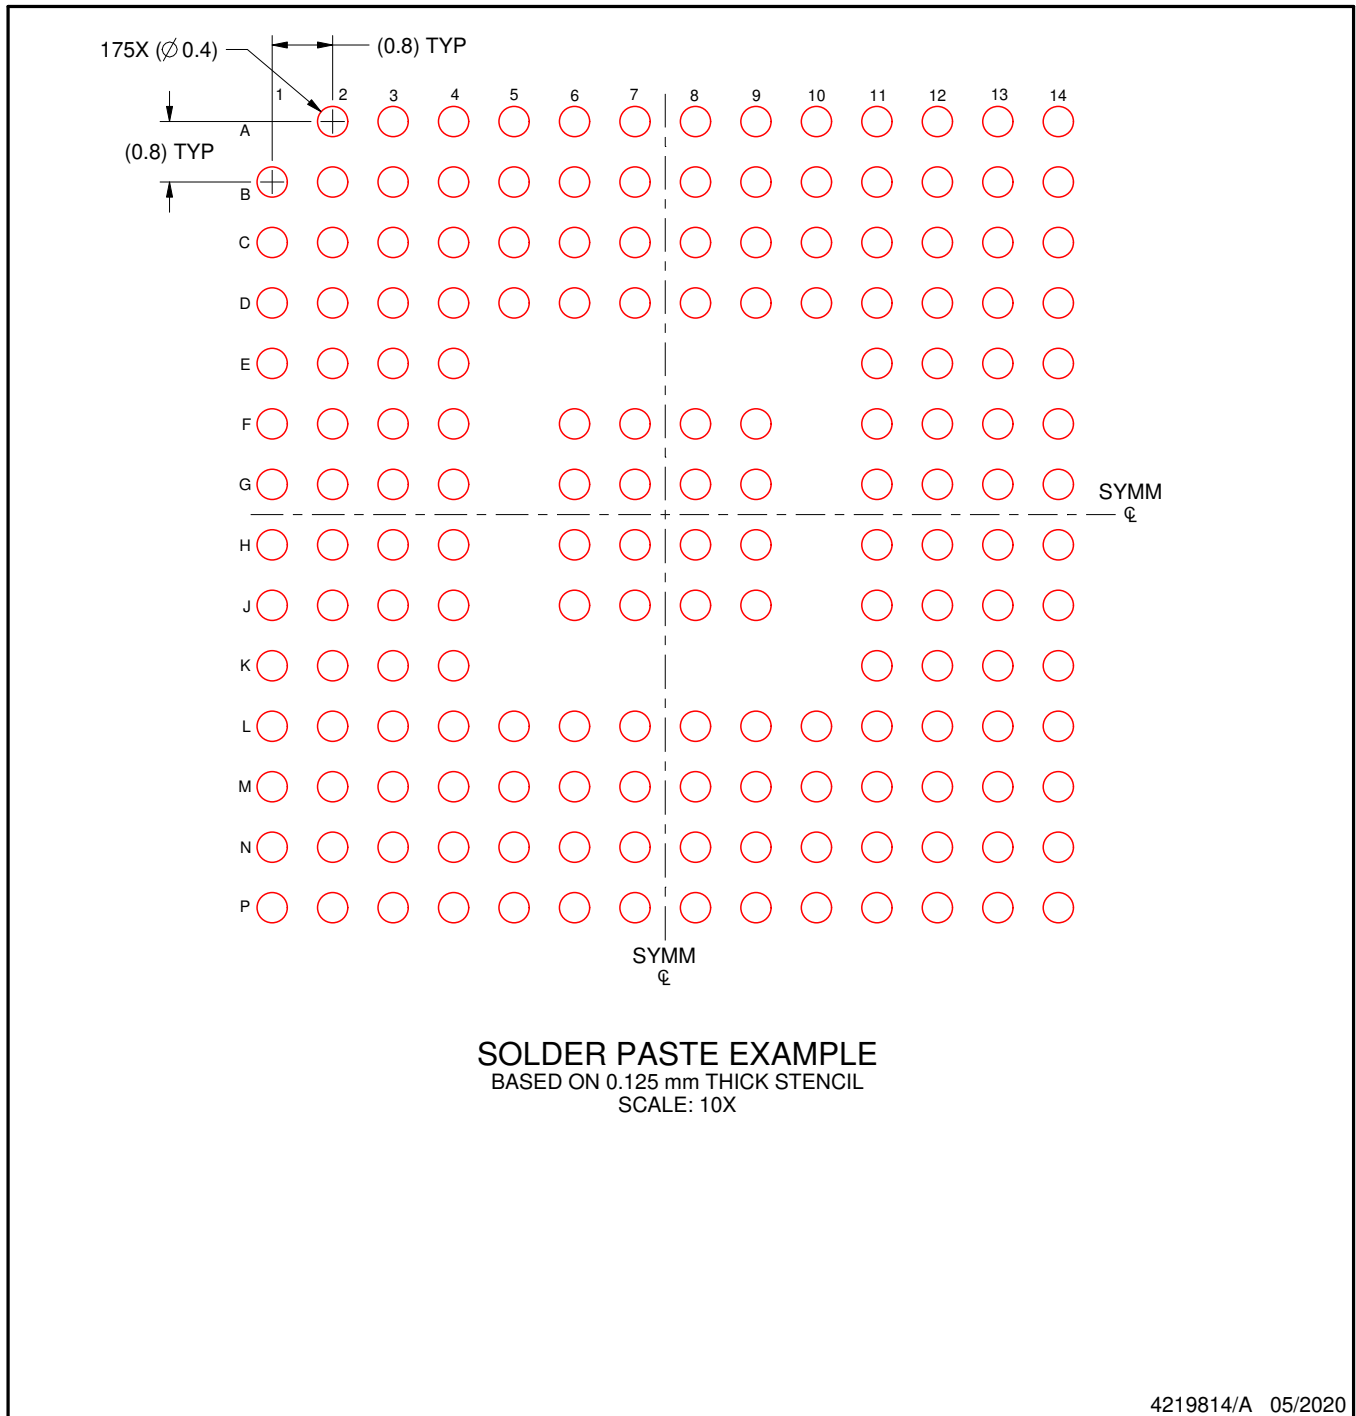 175X (∅ 0.4)
(0.8) TYP
1 2 3 4 5 6 7 8 9 10 11 12 13 14
A
(0.8) TYP
B
C
D
E
F
G
SYMM
℄
H
J
K
L
M
N
P
SYMM
℄
SOLDER PASTE EXAMPLE
BASED ON 0.125 mm THICK STENCIL
SCALE: 10X
4219814/A 05/2020